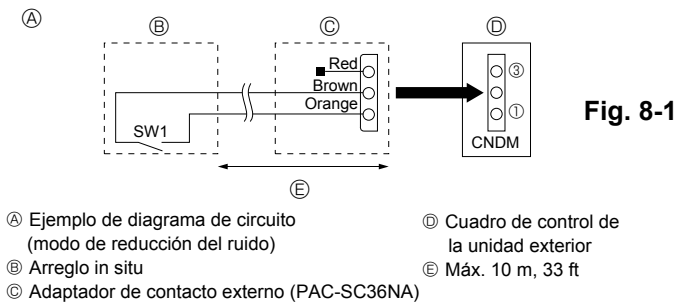 Ⓐ
Ⓑ
Ⓒ
Ⓓ
Red
Brown
Orange
③
①
SW1
CNDM
Fig. 8-1
Ⓔ
Ⓐ Ejemplo de diagrama de circuito
(modo de reducción del ruido)
Ⓑ Arreglo in situ
Ⓒ Adaptador de contacto externo (PAC-SC36NA)
Ⓓ Cuadro de control de
la unidad exterior
Ⓔ Máx. 10 m, 33 ft